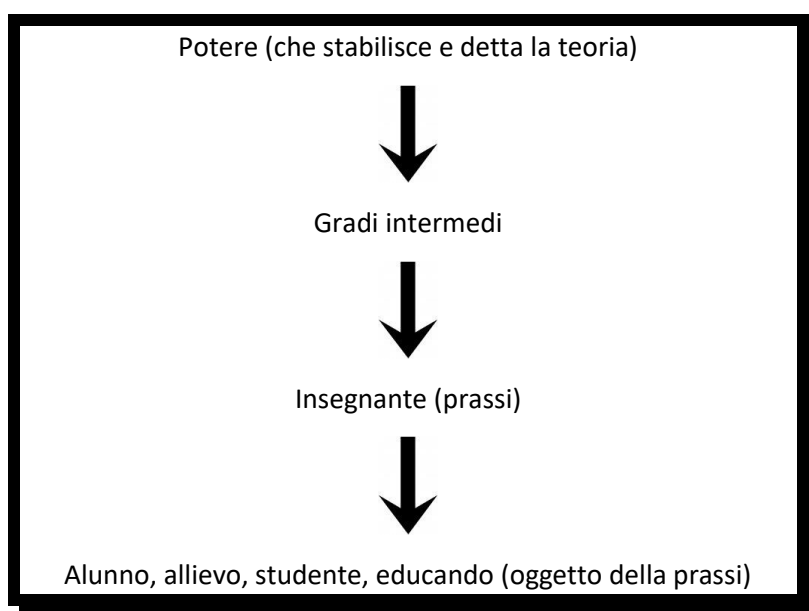 Potere (che stabilisce e detta la teoria)
Gradi intermedi
Insegnante (prassi)
Alunno, allievo, studente, educando (oggetto della prassi)